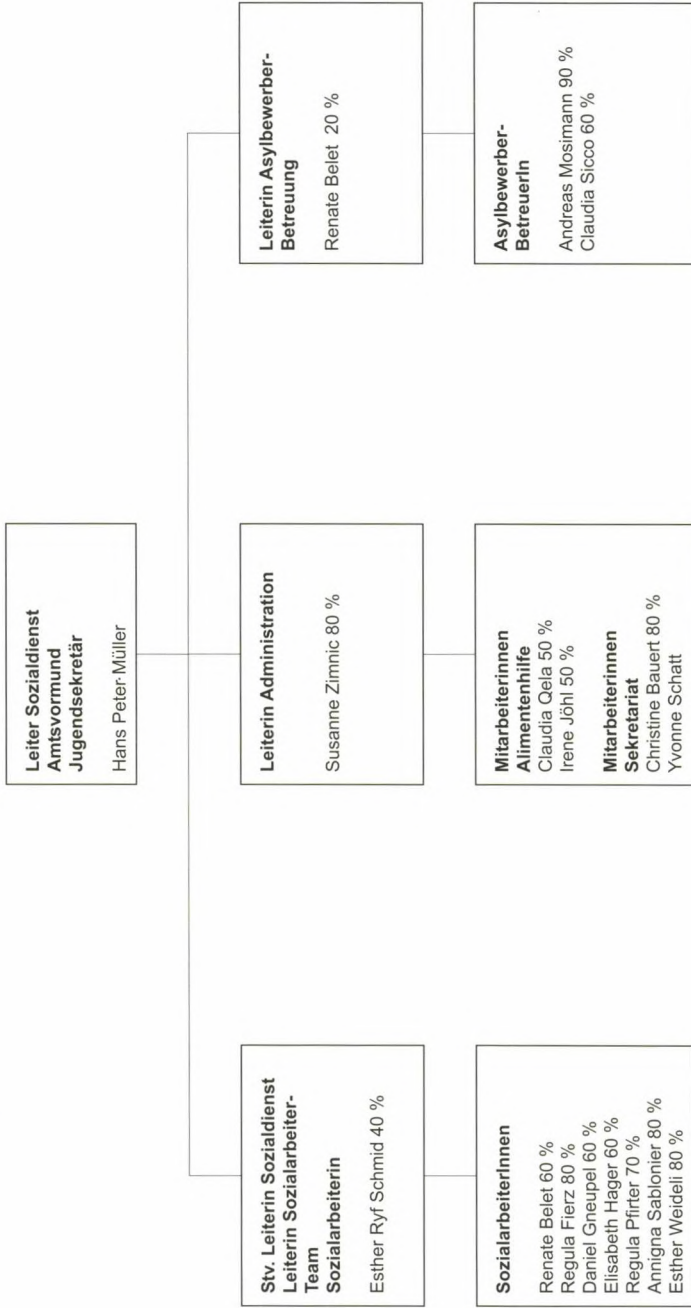 Leiter Sozialdienst
Amtsvormund
Jugendsekretär
Hans Peter Müller
Stv. Leiterin Sozialdienst
Leiterin Sozialarbeiter-
Team
Sozialarbeiterin
Esther Ryf Schmid 40 %
Leiterin Administration
Susanne Zimnic 80 %
Leiterin Asylbewerber-
Betreuung
Renate Belet 20 %
SozialarbeiterInnen
Renate Belet 60 %
Regula Fierz 80 %
Daniel Gneupel 60 %
Elisabeth Hager 60 %
Regula Pfirter 70 %
Annigna Sablonier 80 %
Esther Weideli 80 %
Mitarbeiterinnen
Alimentenhilfe
Claudia Qela 50 %
Irene Jöhl 50 %
Mitarbeiterinnen
Sekretariat
Christine Bauert 80 %
Yvonne Schatt
Asylbewerber-
BetreuerIn
Andreas Mosimann 90 %
Claudia Sicco 60 %